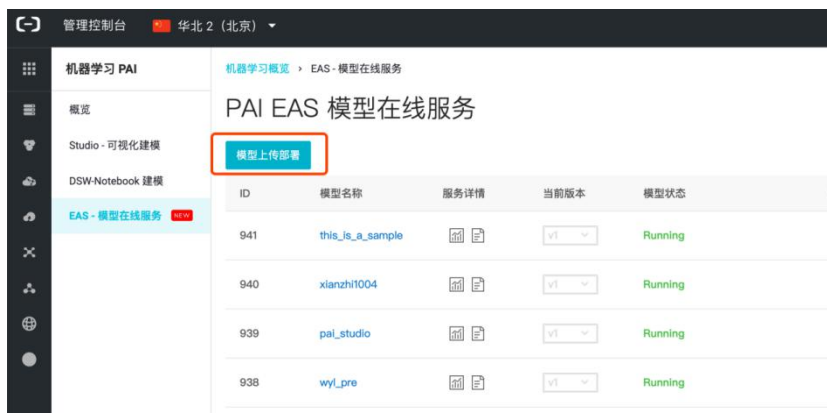 管理控制台 华北 2（北京）
机器学习 PAI
概览
Studio - 可视化建模
DSW-Notebook 建模
EAS - 模型在线服务 NEW
机器学习概览 › EAS - 模型在线服务
PAI EAS 模型在线服务
模型上传部署
ID 模型名称 服务详情 当前版本 模型状态
941 this_is_a_sample v1 Running
940 xianzhi1004 v1 Running
939 pai_studio v1 Running
938 wyl_pre v1 Running